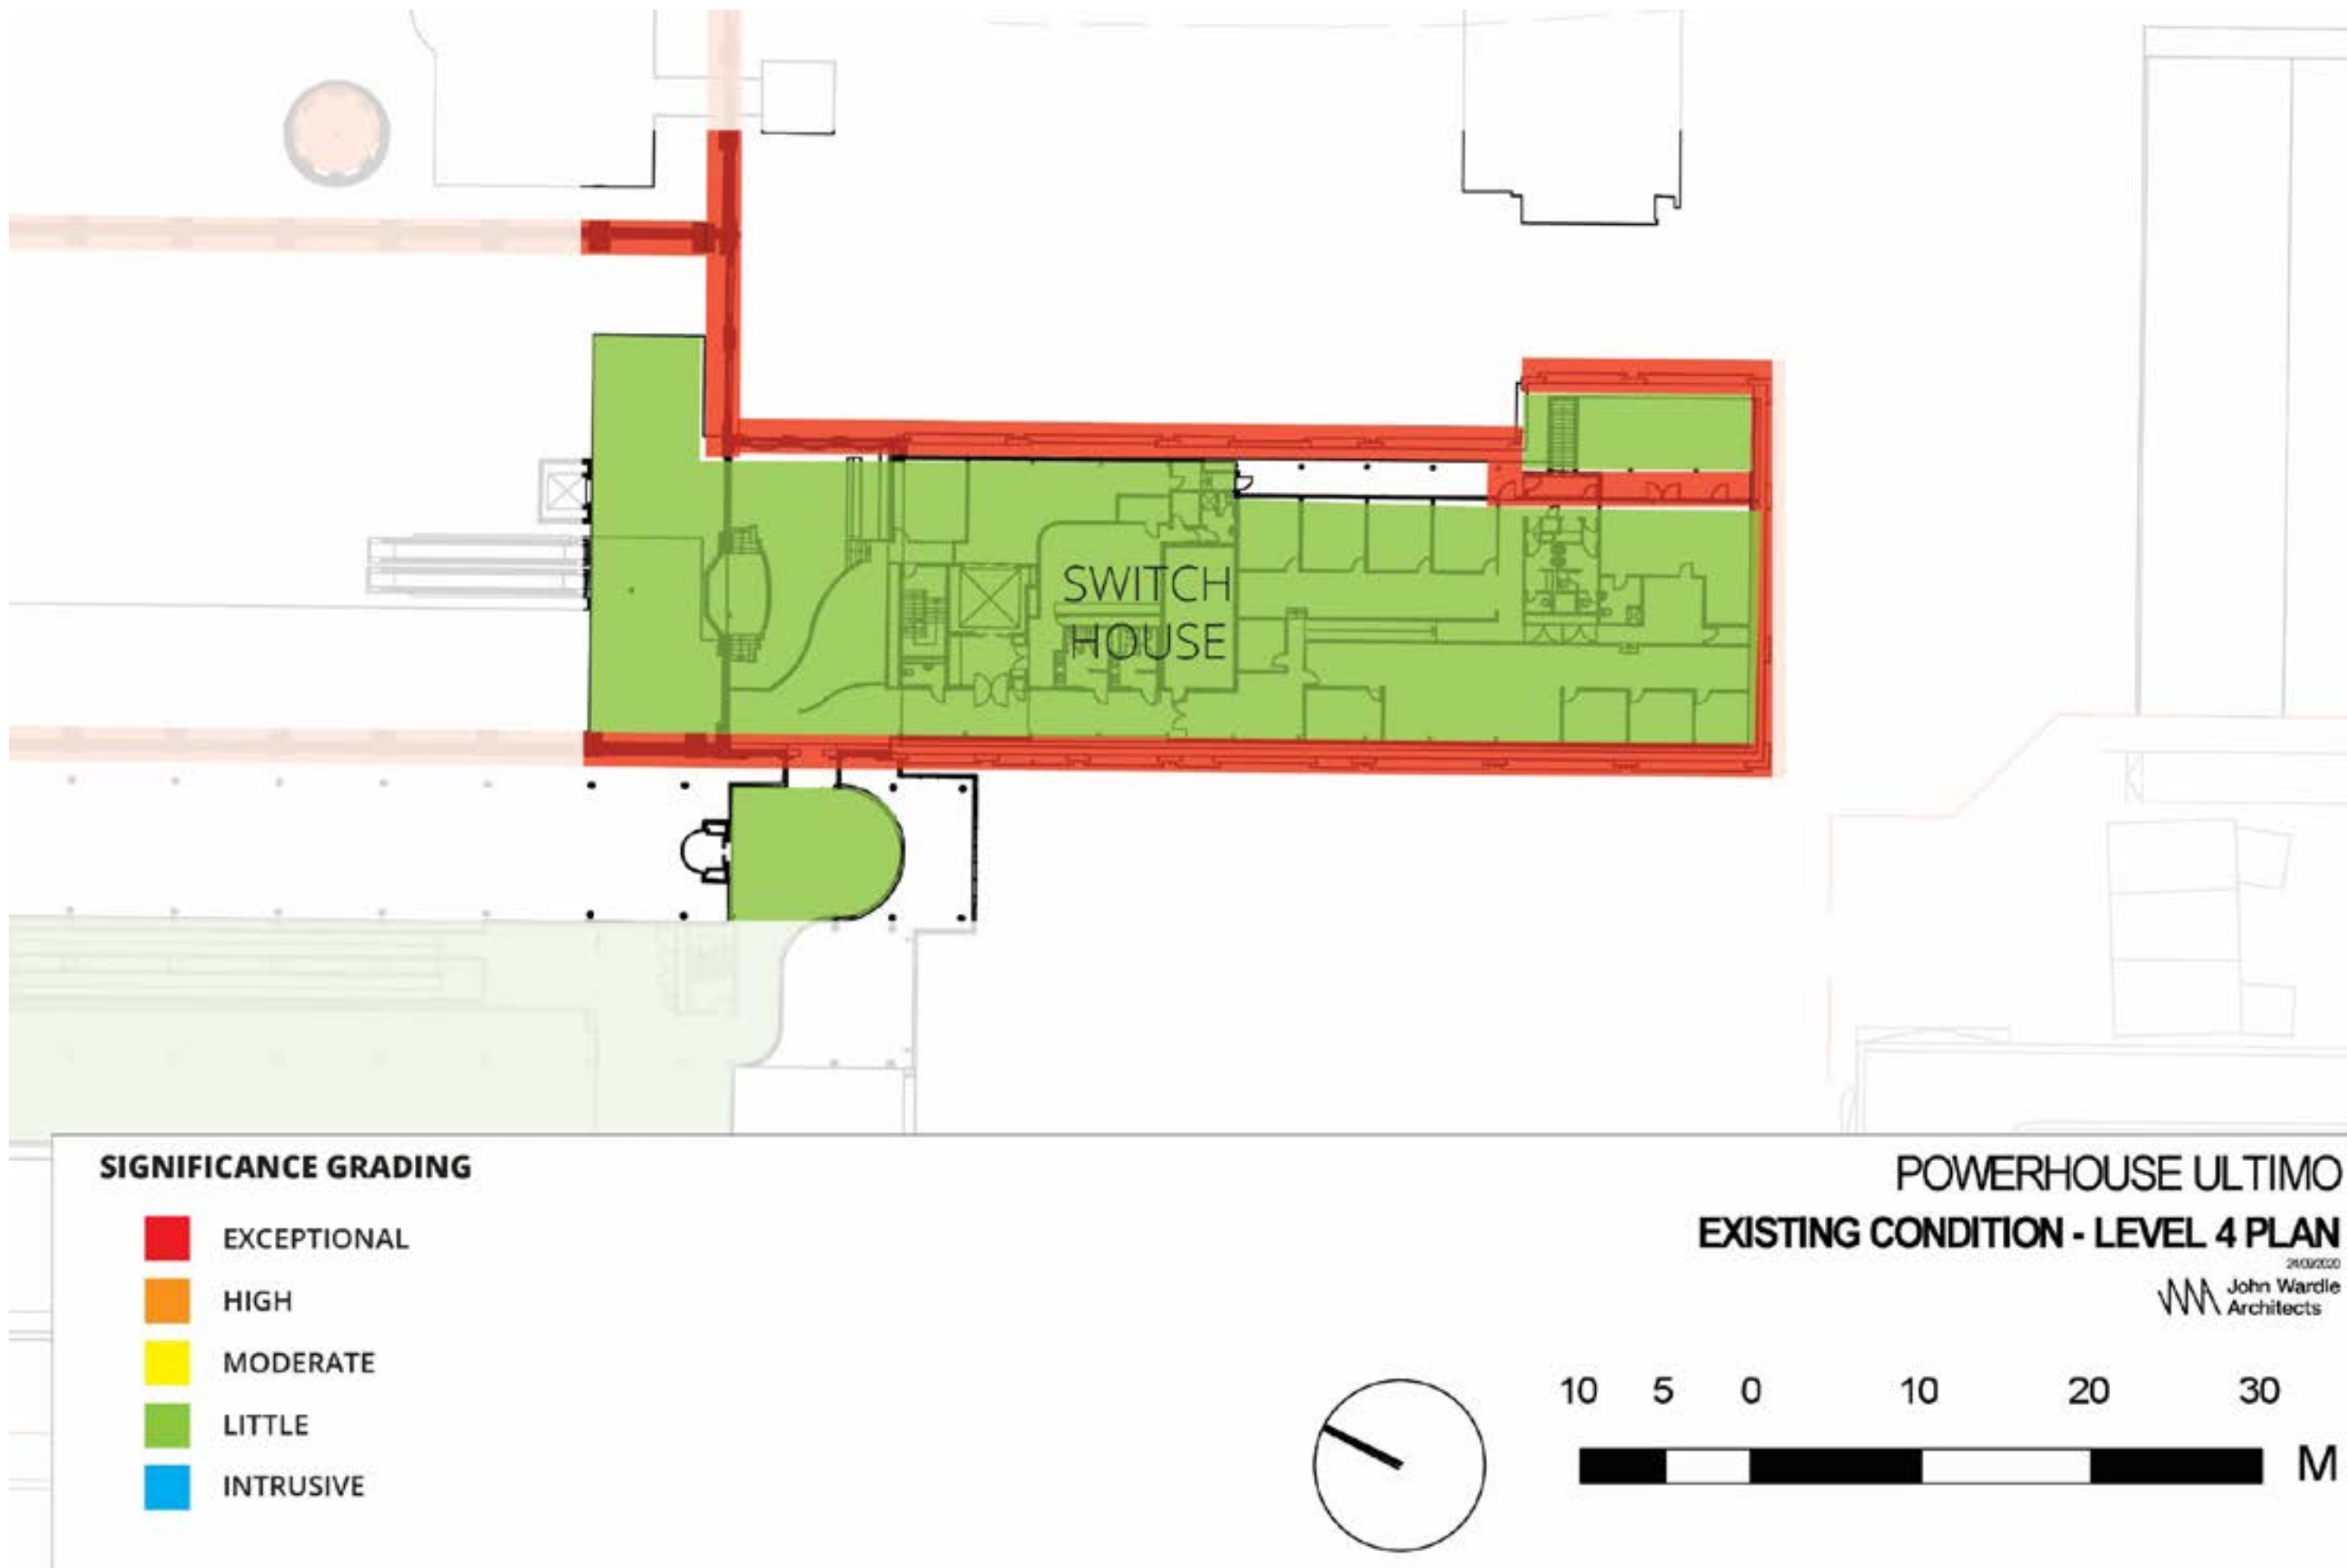 SWITCH
HOUSE
SIGNIFICANCE GRADING
EXCEPTIONAL
HIGH
MODERATE
LITTLE
INTRUSIVE
POWERHOUSE ULTIMO
EXISTING CONDITION - LEVEL 4 PLAN
John Wardle
Architects
10 5 0 10 20 30
M